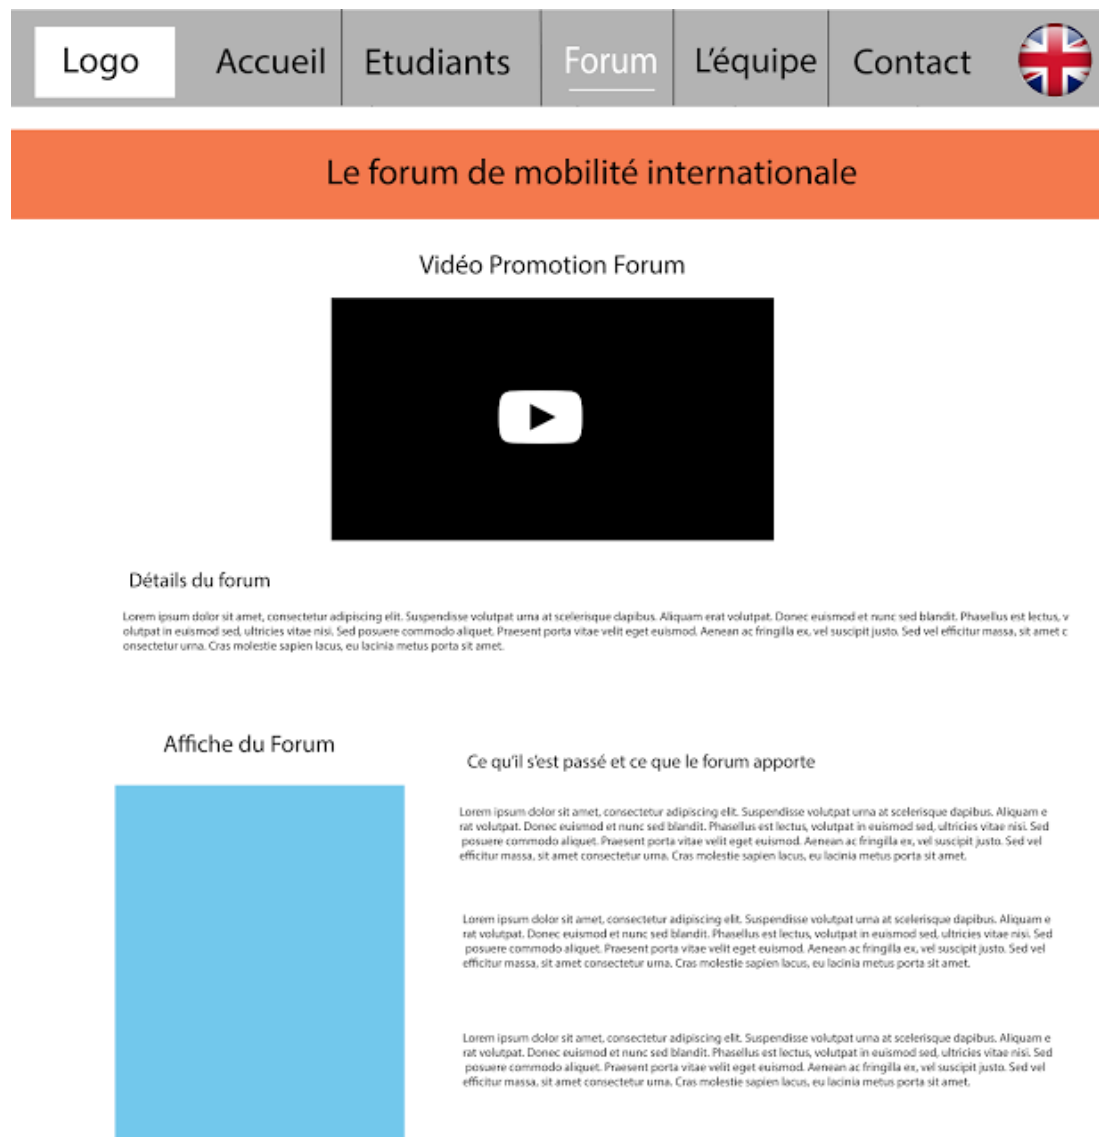 Logo
Accueil
Etudiants
Forum
L'équipe
Contact
Le forum de mobilité internationale
Vidéo Promotion Forum
Détails du forum
Lorem ipsum dolor sit amet, consectetur adipiscing elit. Suspendisse volutpat urna at scelerisque dapibus. Aliquam erat volutpat. Donec euismod et nunc sed blandit. Phasellus est lectus, v
olutpat in euismod sed, ultricies vitae nisi. Sed posuere commodo aliquet. Praesent porta vitae velit eget euismod. Aenean ac fringilla ex, vel suscipit justo. Sed vel efficitur massa, sit amet c
onsectetur urna. Cras molestie sapien lacus, eu lacinia metus porta sit amet.
Affiche du Forum
Ce qu'il s'est passé et ce que le forum apporte
Lorem ipsum dolor sit amet, consectetur adipiscing elit. Suspendisse volutpat urna at scelerisque dapibus. Aliquam e
rat volutpat. Donec euismod et nunc sed blandit. Phasellus est lectus, volutpat in euismod sed, ultricies vitae nisi. Sed
posuere commodo aliquet. Praesent porta vitae velit eget euismod. Aenean ac fringilla ex, vel suscipit justo. Sed vel
efficitur massa, sit amet consectetur urna. Cras molestie sapien lacus, eu lacinia metus porta sit amet.
Lorem ipsum dolor sit amet, consectetur adipiscing elit. Suspendisse volutpat urna at scelerisque dapibus. Aliquam e
rat volutpat. Donec euismod et nunc sed blandit. Phasellus est lectus, volutpat in euismod sed, ultricies vitae nisi. Sed
posuere commodo aliquet. Praesent porta vitae velit eget euismod. Aenean ac fringilla ex, vel suscipit justo. Sed vel
efficitur massa, sit amet consectetur urna. Cras molestie sapien lacus, eu lacinia metus porta sit amet.
Lorem ipsum dolor sit amet, consectetur adipiscing elit. Suspendisse volutpat urna at scelerisque dapibus. Aliquam e
rat volutpat. Donec euismod et nunc sed blandit. Phasellus est lectus, volutpat in euismod sed, ultricies vitae nisi. Sed
posuere commodo aliquet. Praesent porta vitae velit eget euismod. Aenean ac fringilla ex, vel suscipit justo. Sed vel
efficitur massa, sit amet consectetur urna. Cras molestie sapien lacus, eu lacinia metus porta sit amet.